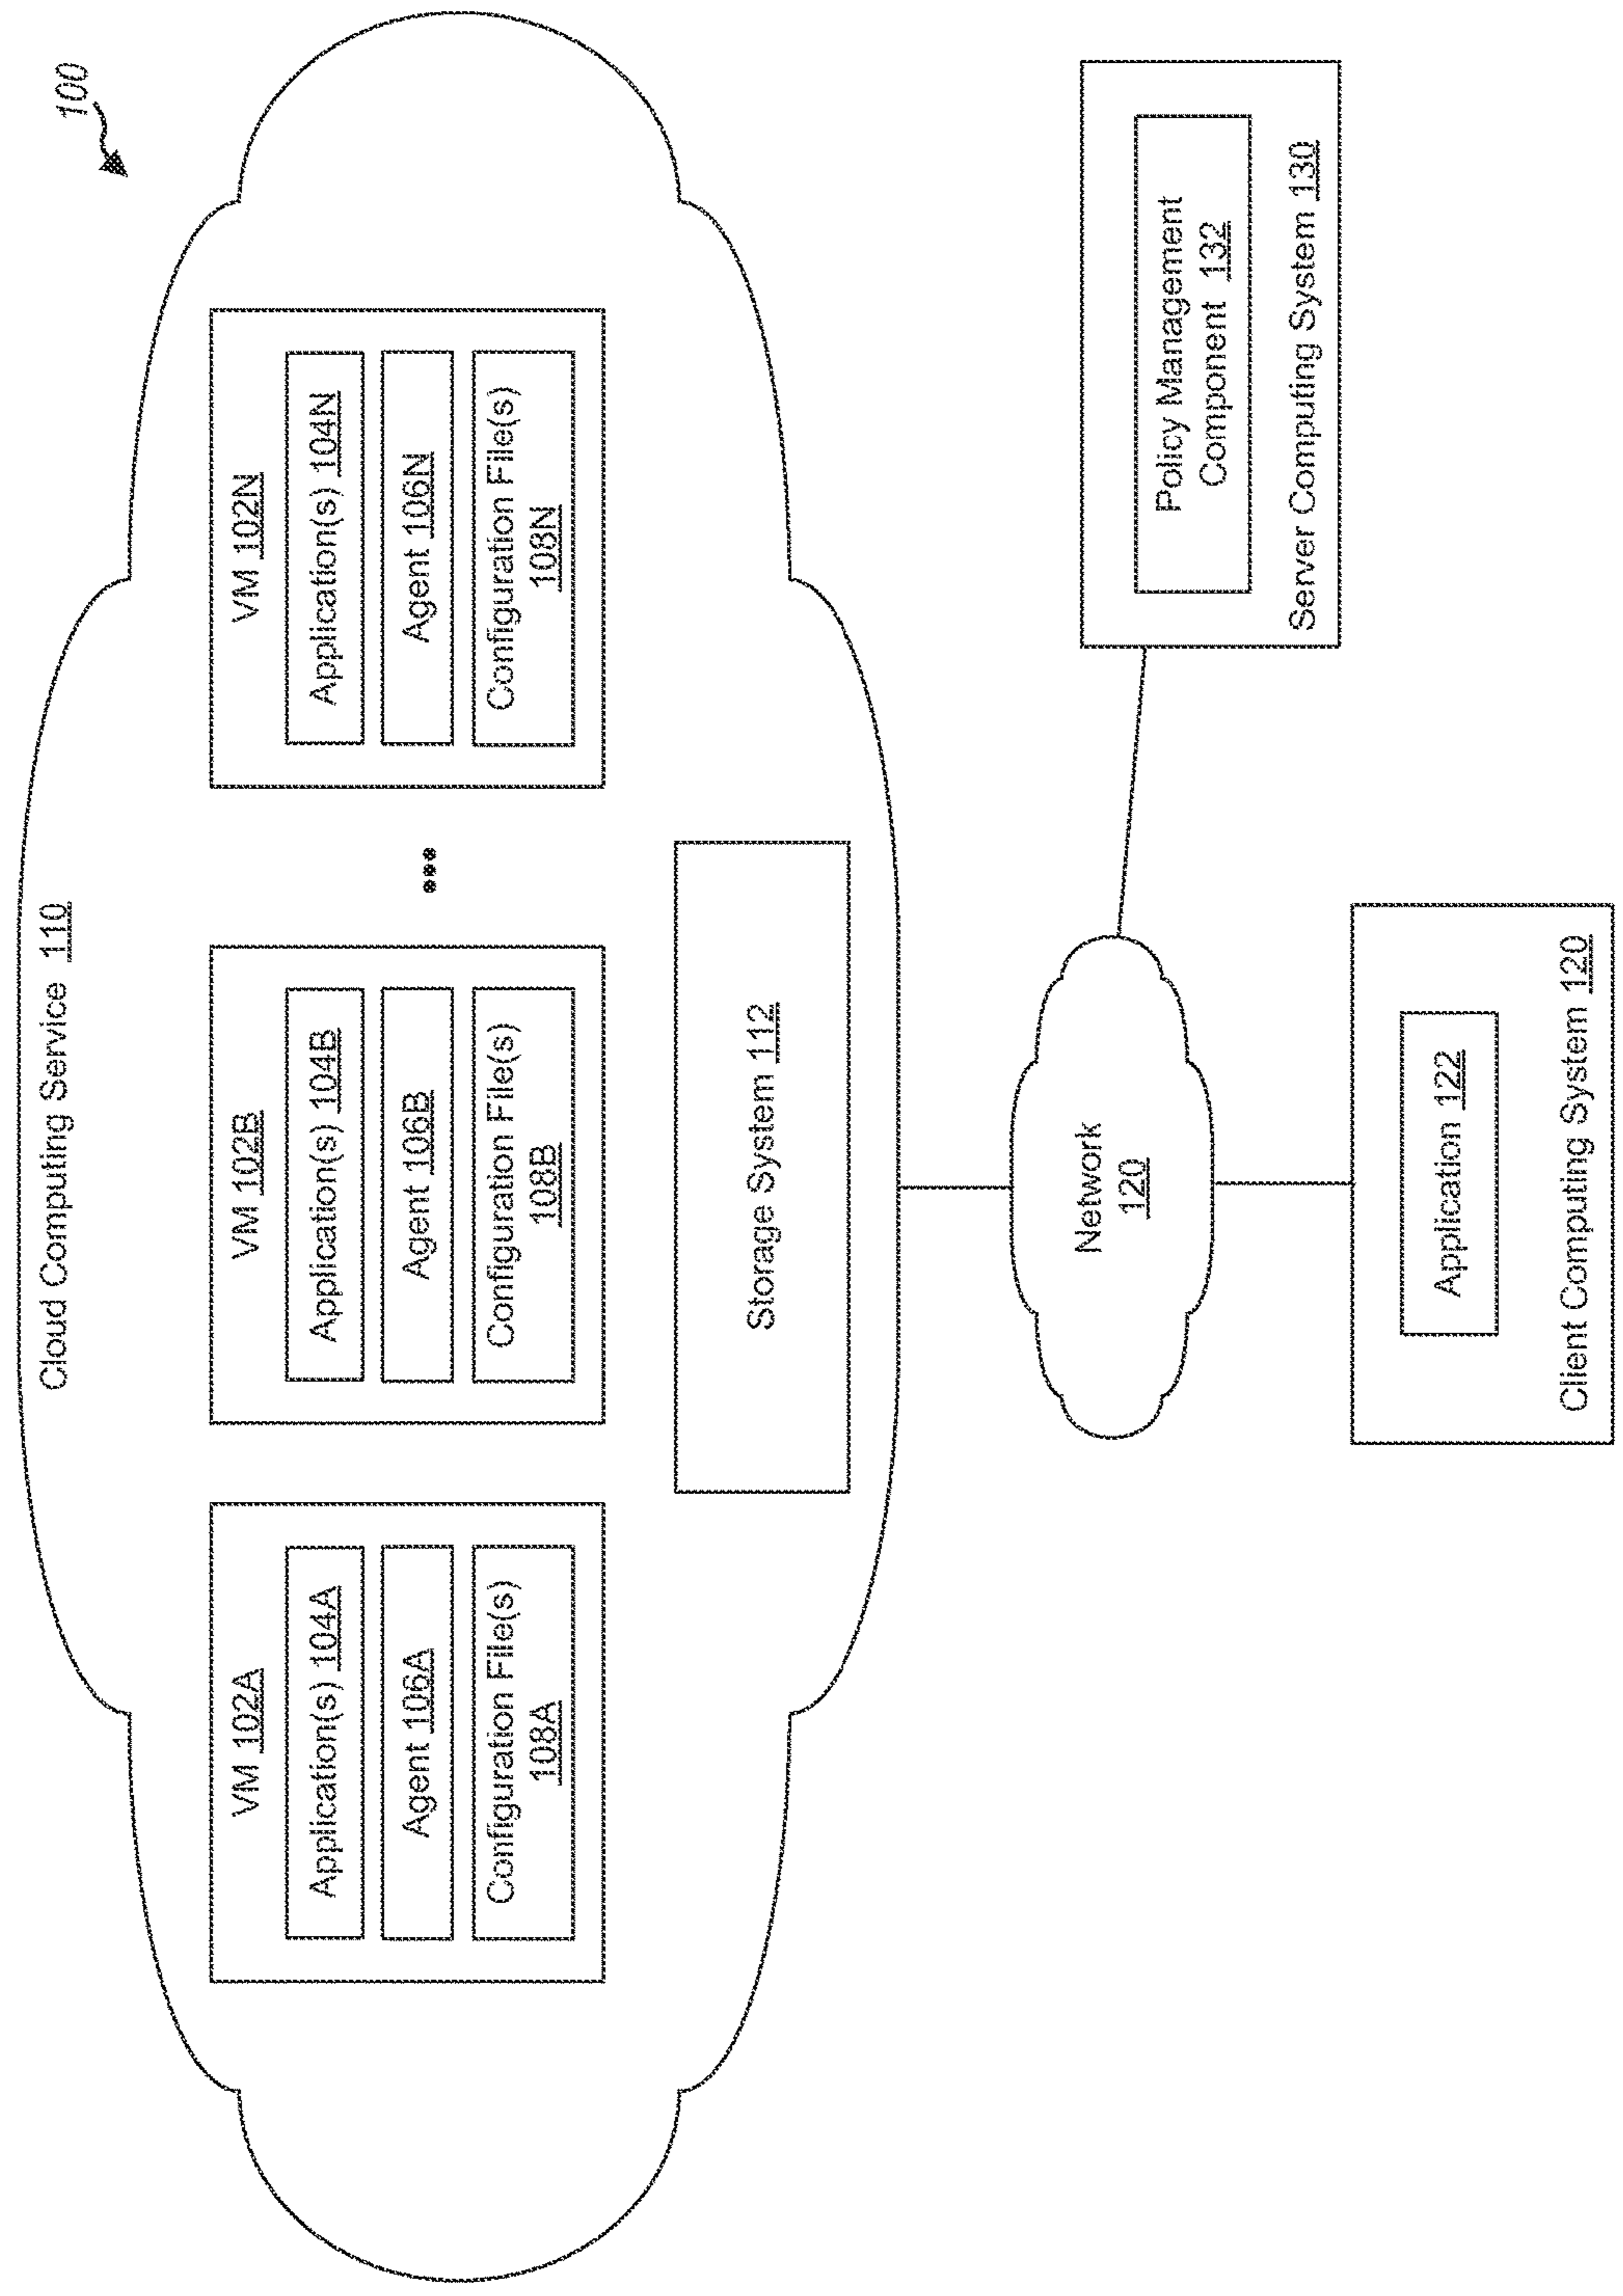 100
Cloud Computing Service 110
VM 102A
Application(s) 104A
Agent 106A
Configuration File(s)
108A
VM 102B
Application(s) 104B
Agent 106B
Configuration File(s)
108B
•••
VM 102N
Application(s) 104N
Agent 106N
Configuration File(s)
108N
Storage System 112
Network
120
Policy Management
Component 132
Server Computing System 130
Application 122
Client Computing System 120